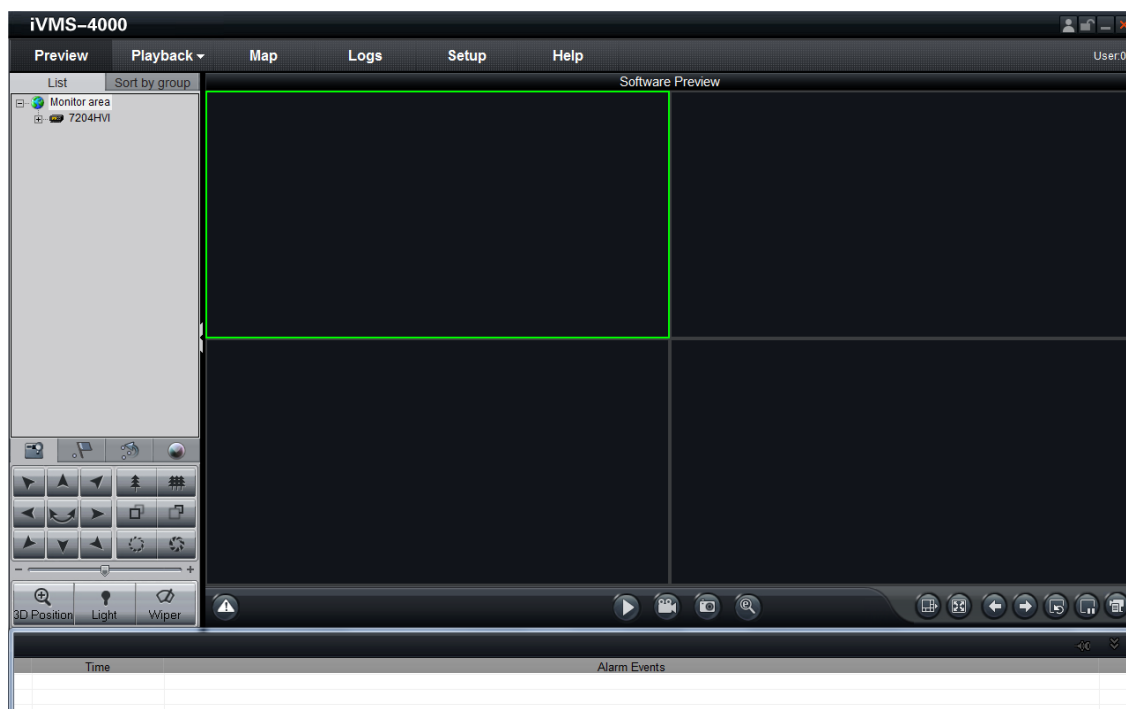 iVMS–4000
Preview Playback Map Logs Setup Help User:0
List Sort by group Software Preview
Monitor area
7204HVI
3D Position Light Wiper
Time Alarm Events